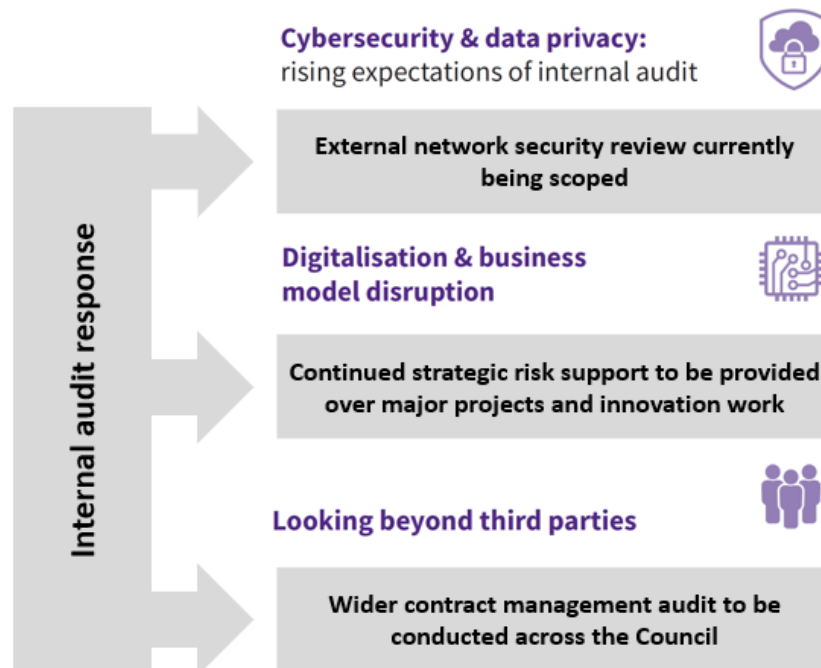 Cybersecurity & data privacy:
rising expectations of internal audit
External network security review currently
being scoped
Digitalisation & business
model disruption
Internal audit response
Continued strategic risk support to be provided
over major projects and innovation work
Looking beyond third parties
Wider contract management audit to be
conducted across the Council